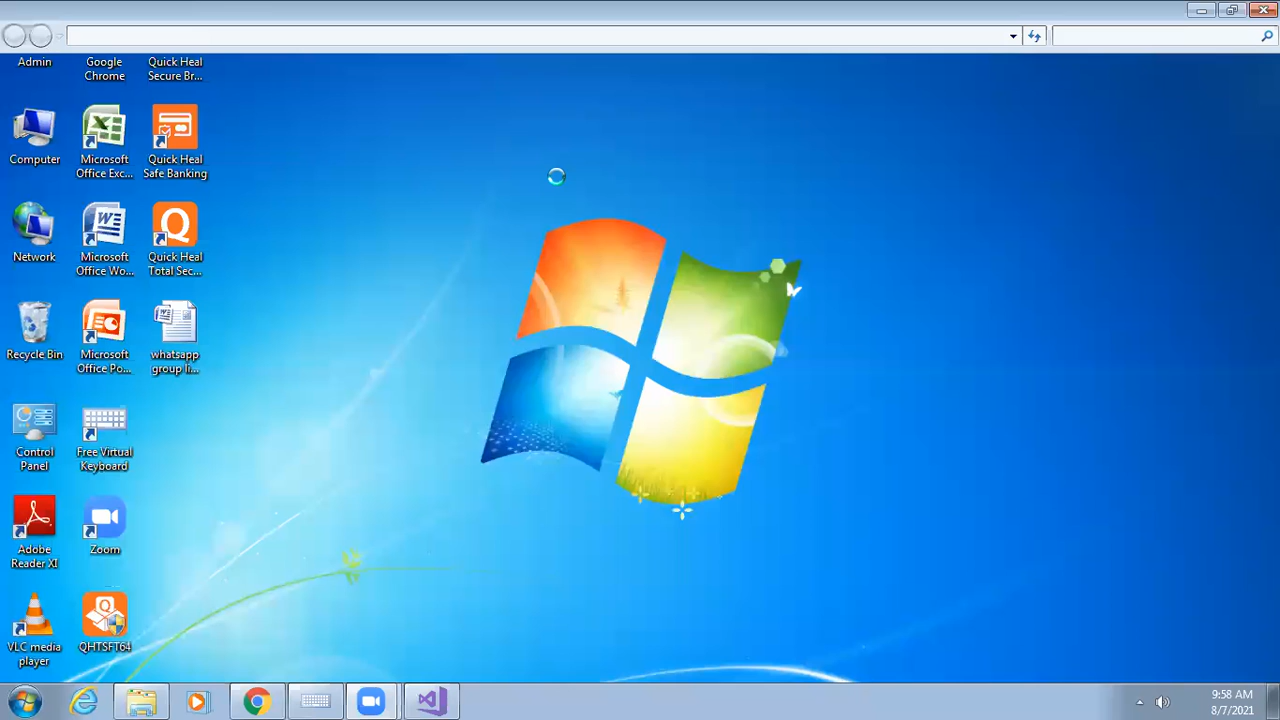 Admin
Google
Chrome
Quick Heal
Secure Br...
Computer
Microsoft
Office Exc...
Quick Heal
Safe Banking
Network
Microsoft
Office Wo...
Quick Heal
Total Sec...
Recycle Bin
Microsoft
Office Po...
whatsapp
group li...
Control
Panel
Free Virtual
Keyboard
Adobe
Reader XI
Zoom
VLC media
player
QHTSFT64
9:58 AM
8/7/2021